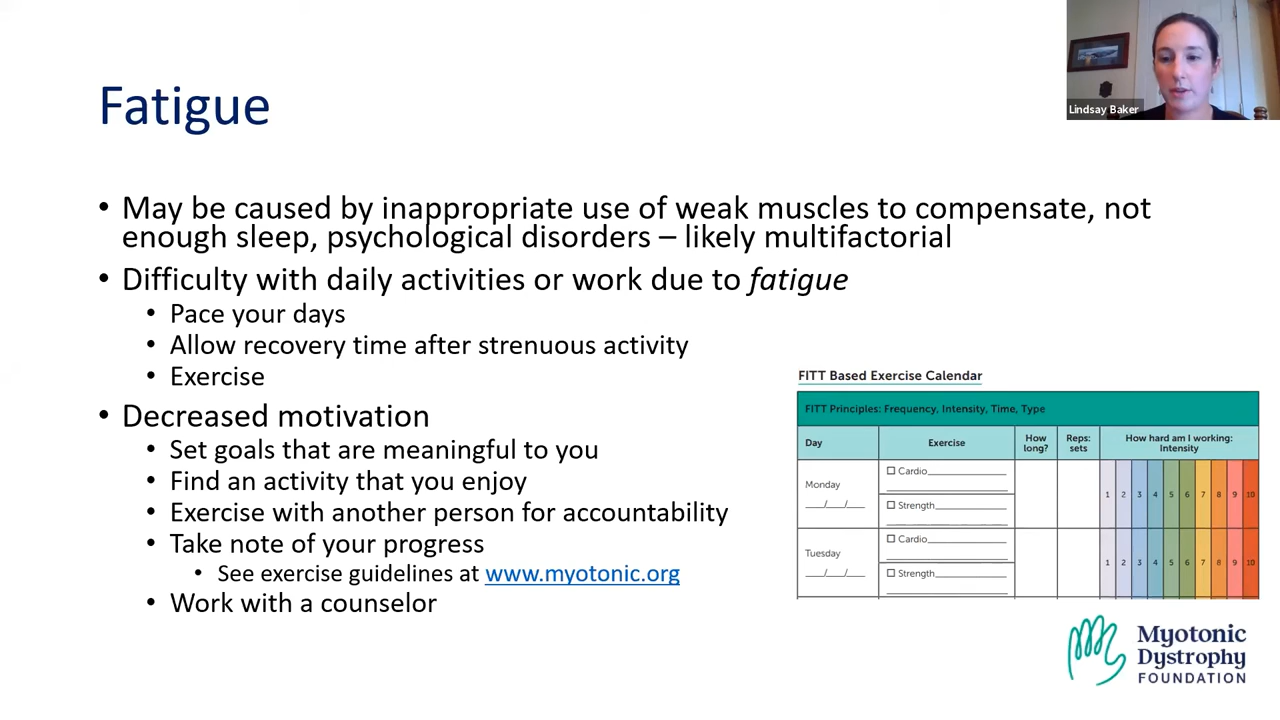 Fatigue
Lindsay Baker
• May be caused by inappropriate use of weak muscles to compensate, not
enough sleep, psychological disorders – likely multifactorial
• Difficulty with daily activities or work due to fatigue
• Pace your days
• Allow recovery time after strenuous activity
• Exercise
• Decreased motivation
• Set goals that are meaningful to you
• Find an activity that you enjoy
• Exercise with another person for accountability
• Take note of your progress
• See exercise guidelines at www.myotonic.org
• Work with a counselor
FITT Based Exercise Calendar
FITT Principles: Frequency, Intensity, Time, Type
Day
Exercise
How
long?
Reps:
sets
How hard am I working:
Intensity
Monday
___/___/___
☐ Cardio
☐ Strength
1 2 3 4 5 6 7 8 9 10
Tuesday
___/___/___
☐ Cardio
☐ Strength
1 2 3 4 5 6 7 8 9 10
Myotonic
Dystrophy
FOUNDATION